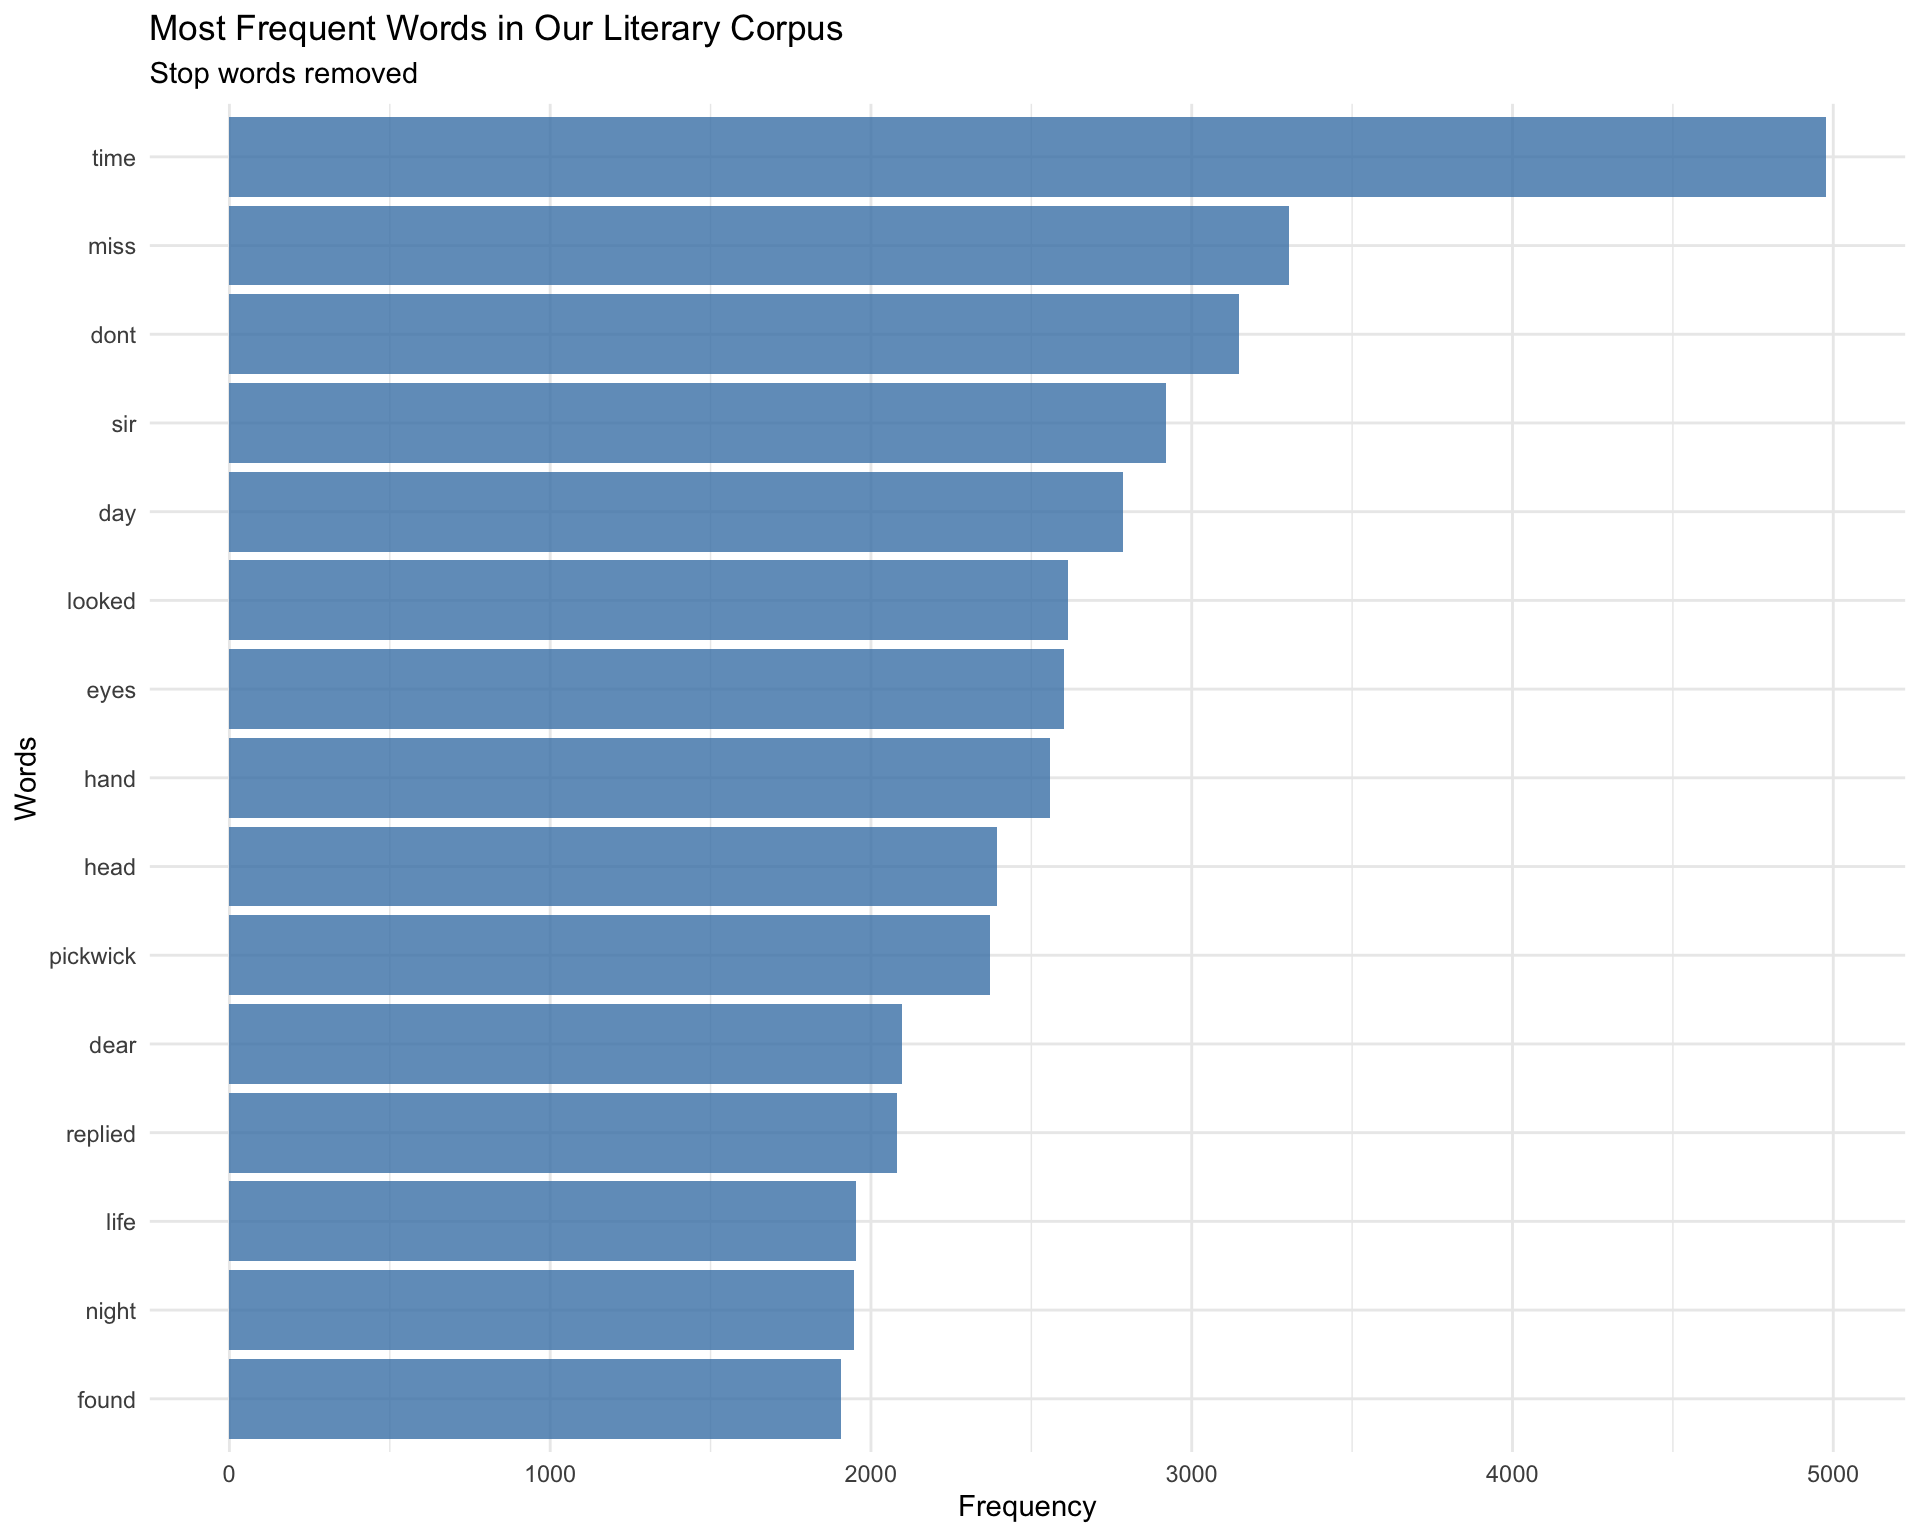 Most Frequent Words in Our Literary Corpus
Stop words removed
time
miss
dont
sir
day
looked
eyes
hand
head
pickwick
dear
replied
life
night
found
Words
0 1000 2000 3000 4000 5000
Frequency